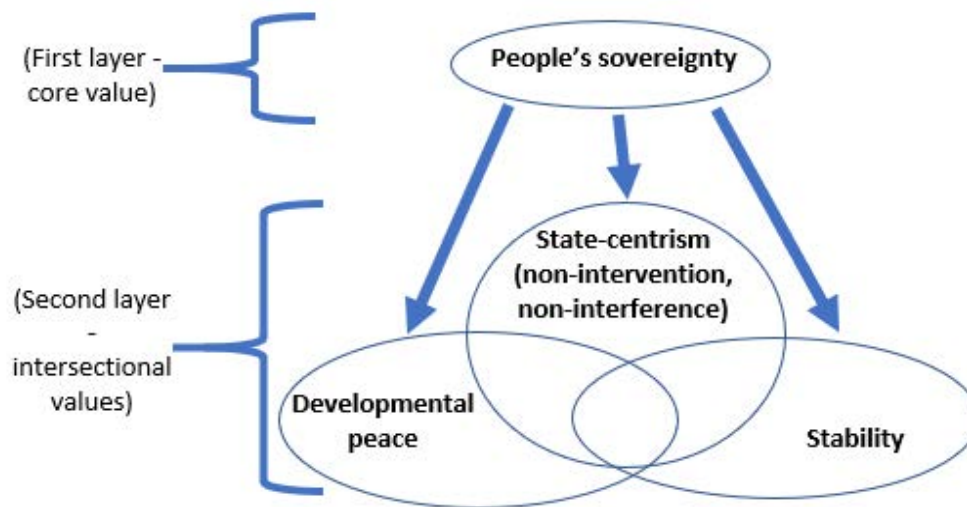 (First layer -
core value)
People's sovereignty
State-centrism
(non-intervention,
non-interference)
(Second layer
-
intersectional
values)
Developmental
peace
Stability